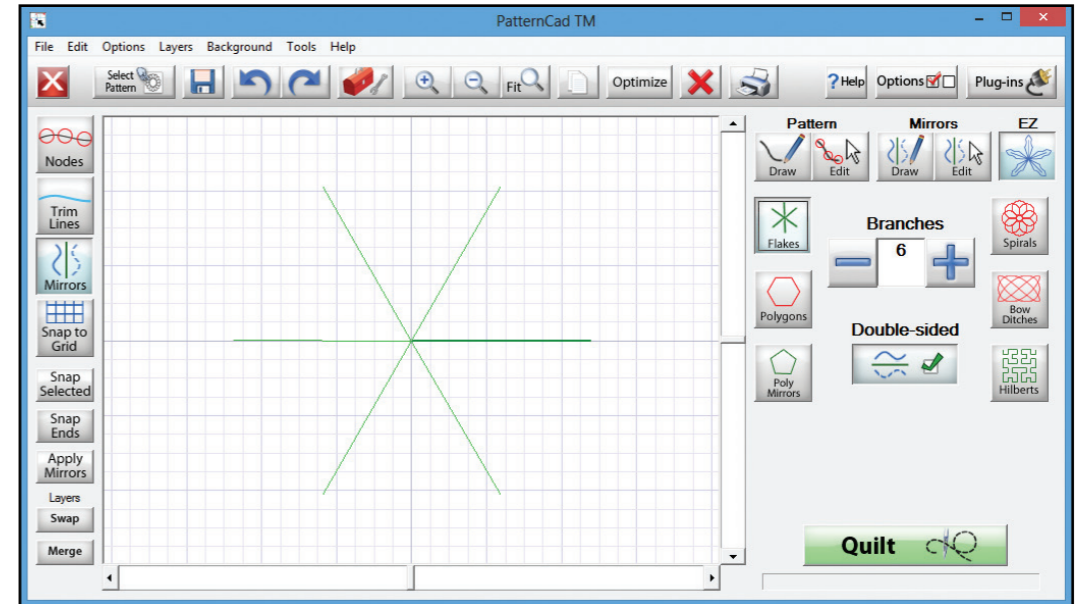 PatternCad TM
File Edit Options Layers Background Tools Help
Select Pattern
Fit
Optimize
? Help
Options
Plug-ins
Nodes
Trim Lines
Mirrors
Snap to Grid
Snap Selected
Snap Ends
Apply Mirrors
Layers
Swap
Merge
Pattern Mirrors EZ
Draw Edit Draw Edit
Flakes
Branches
6
Spirals
Polygons
Bow Ditches
Double-sided
Poly Mirrors
Hilberts
Quilt